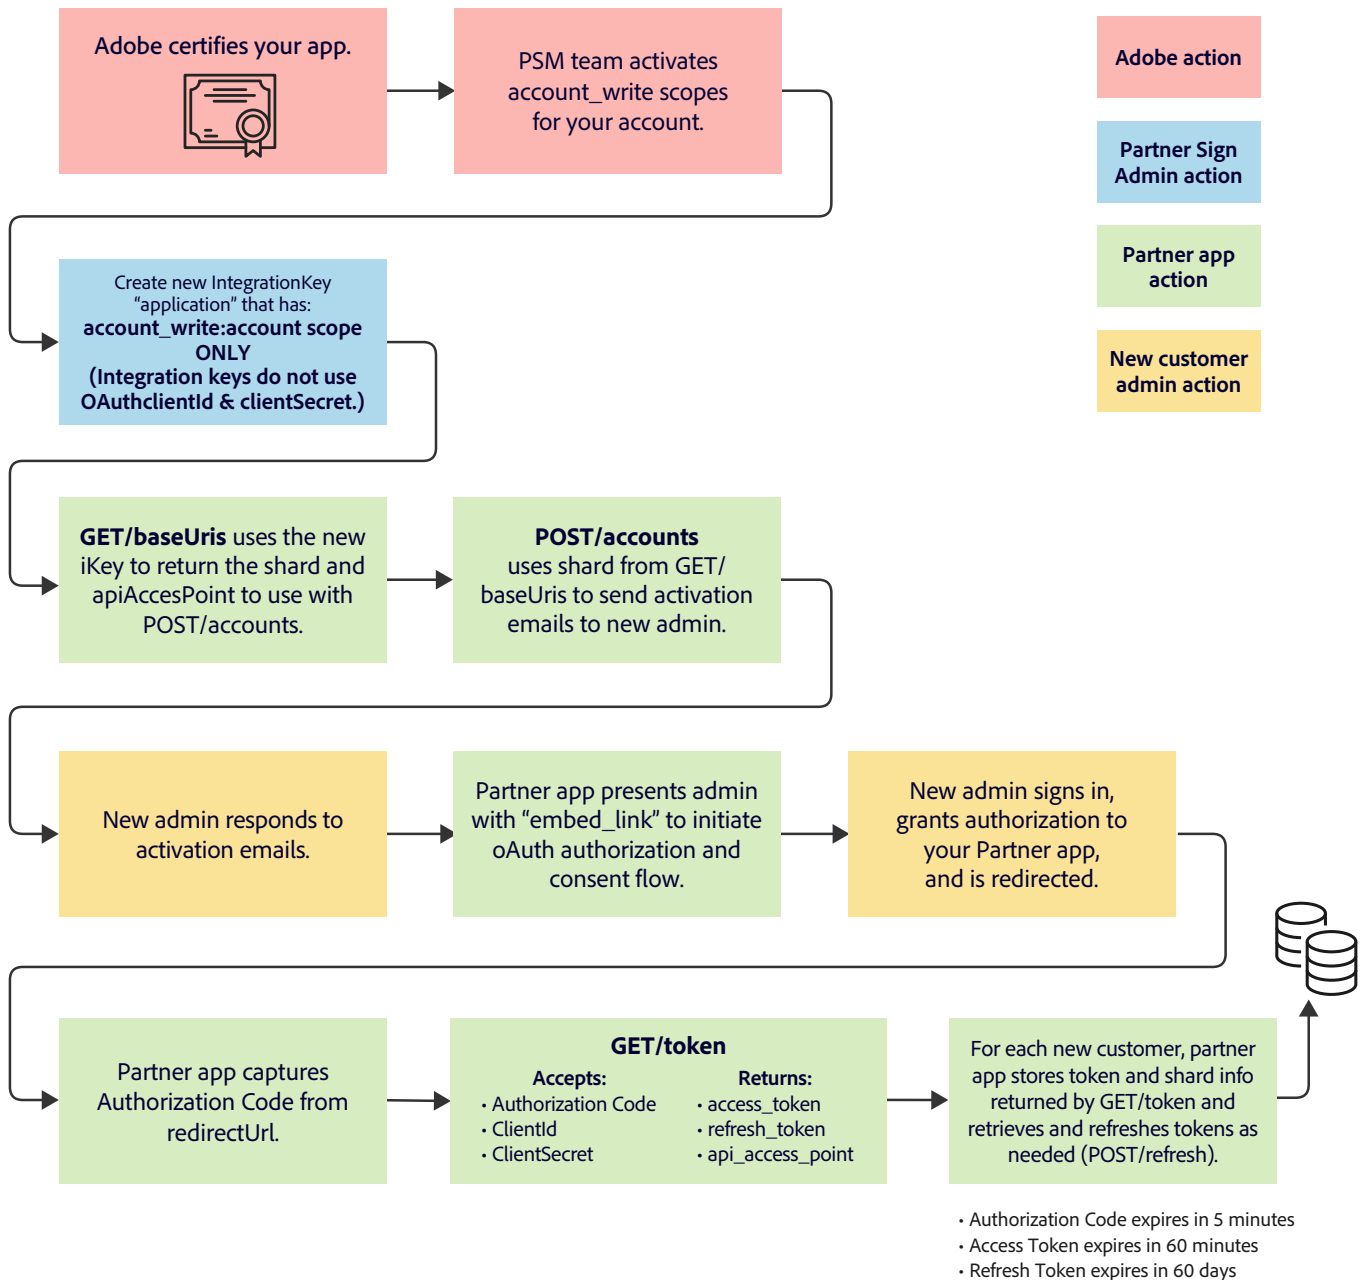 Adobe certifies your app.
PSM team activates
account_write scopes
for your account.
Adobe action
Partner Sign
Admin action
Partner app
action
New customer
admin action
Create new IntegrationKey
“application” that has:
account_write:account scope
ONLY
(Integration keys do not use
OAuthclientId & clientSecret.)
GET/baseUris uses the new
iKey to return the shard and
apiAccesPoint to use with
POST/accounts.
POST/accounts
uses shard from GET/
baseUris to send activation
emails to new admin.
New admin responds to
activation emails.
Partner app presents admin
with “embed_link” to initiate
oAuth authorization and
consent flow.
New admin signs in,
grants authorization to
your Partner app,
and is redirected.
Partner app captures
Authorization Code from
redirectUrl.
GET/token
Accepts:
• Authorization Code
• ClientId
• ClientSecret
Returns:
• access_token
• refresh_token
• api_access_point
For each new customer, partner
app stores token and shard info
returned by GET/token and
retrieves and refreshes tokens as
needed (POST/refresh).
• Authorization Code expires in 5 minutes
• Access Token expires in 60 minutes
• Refresh Token expires in 60 days